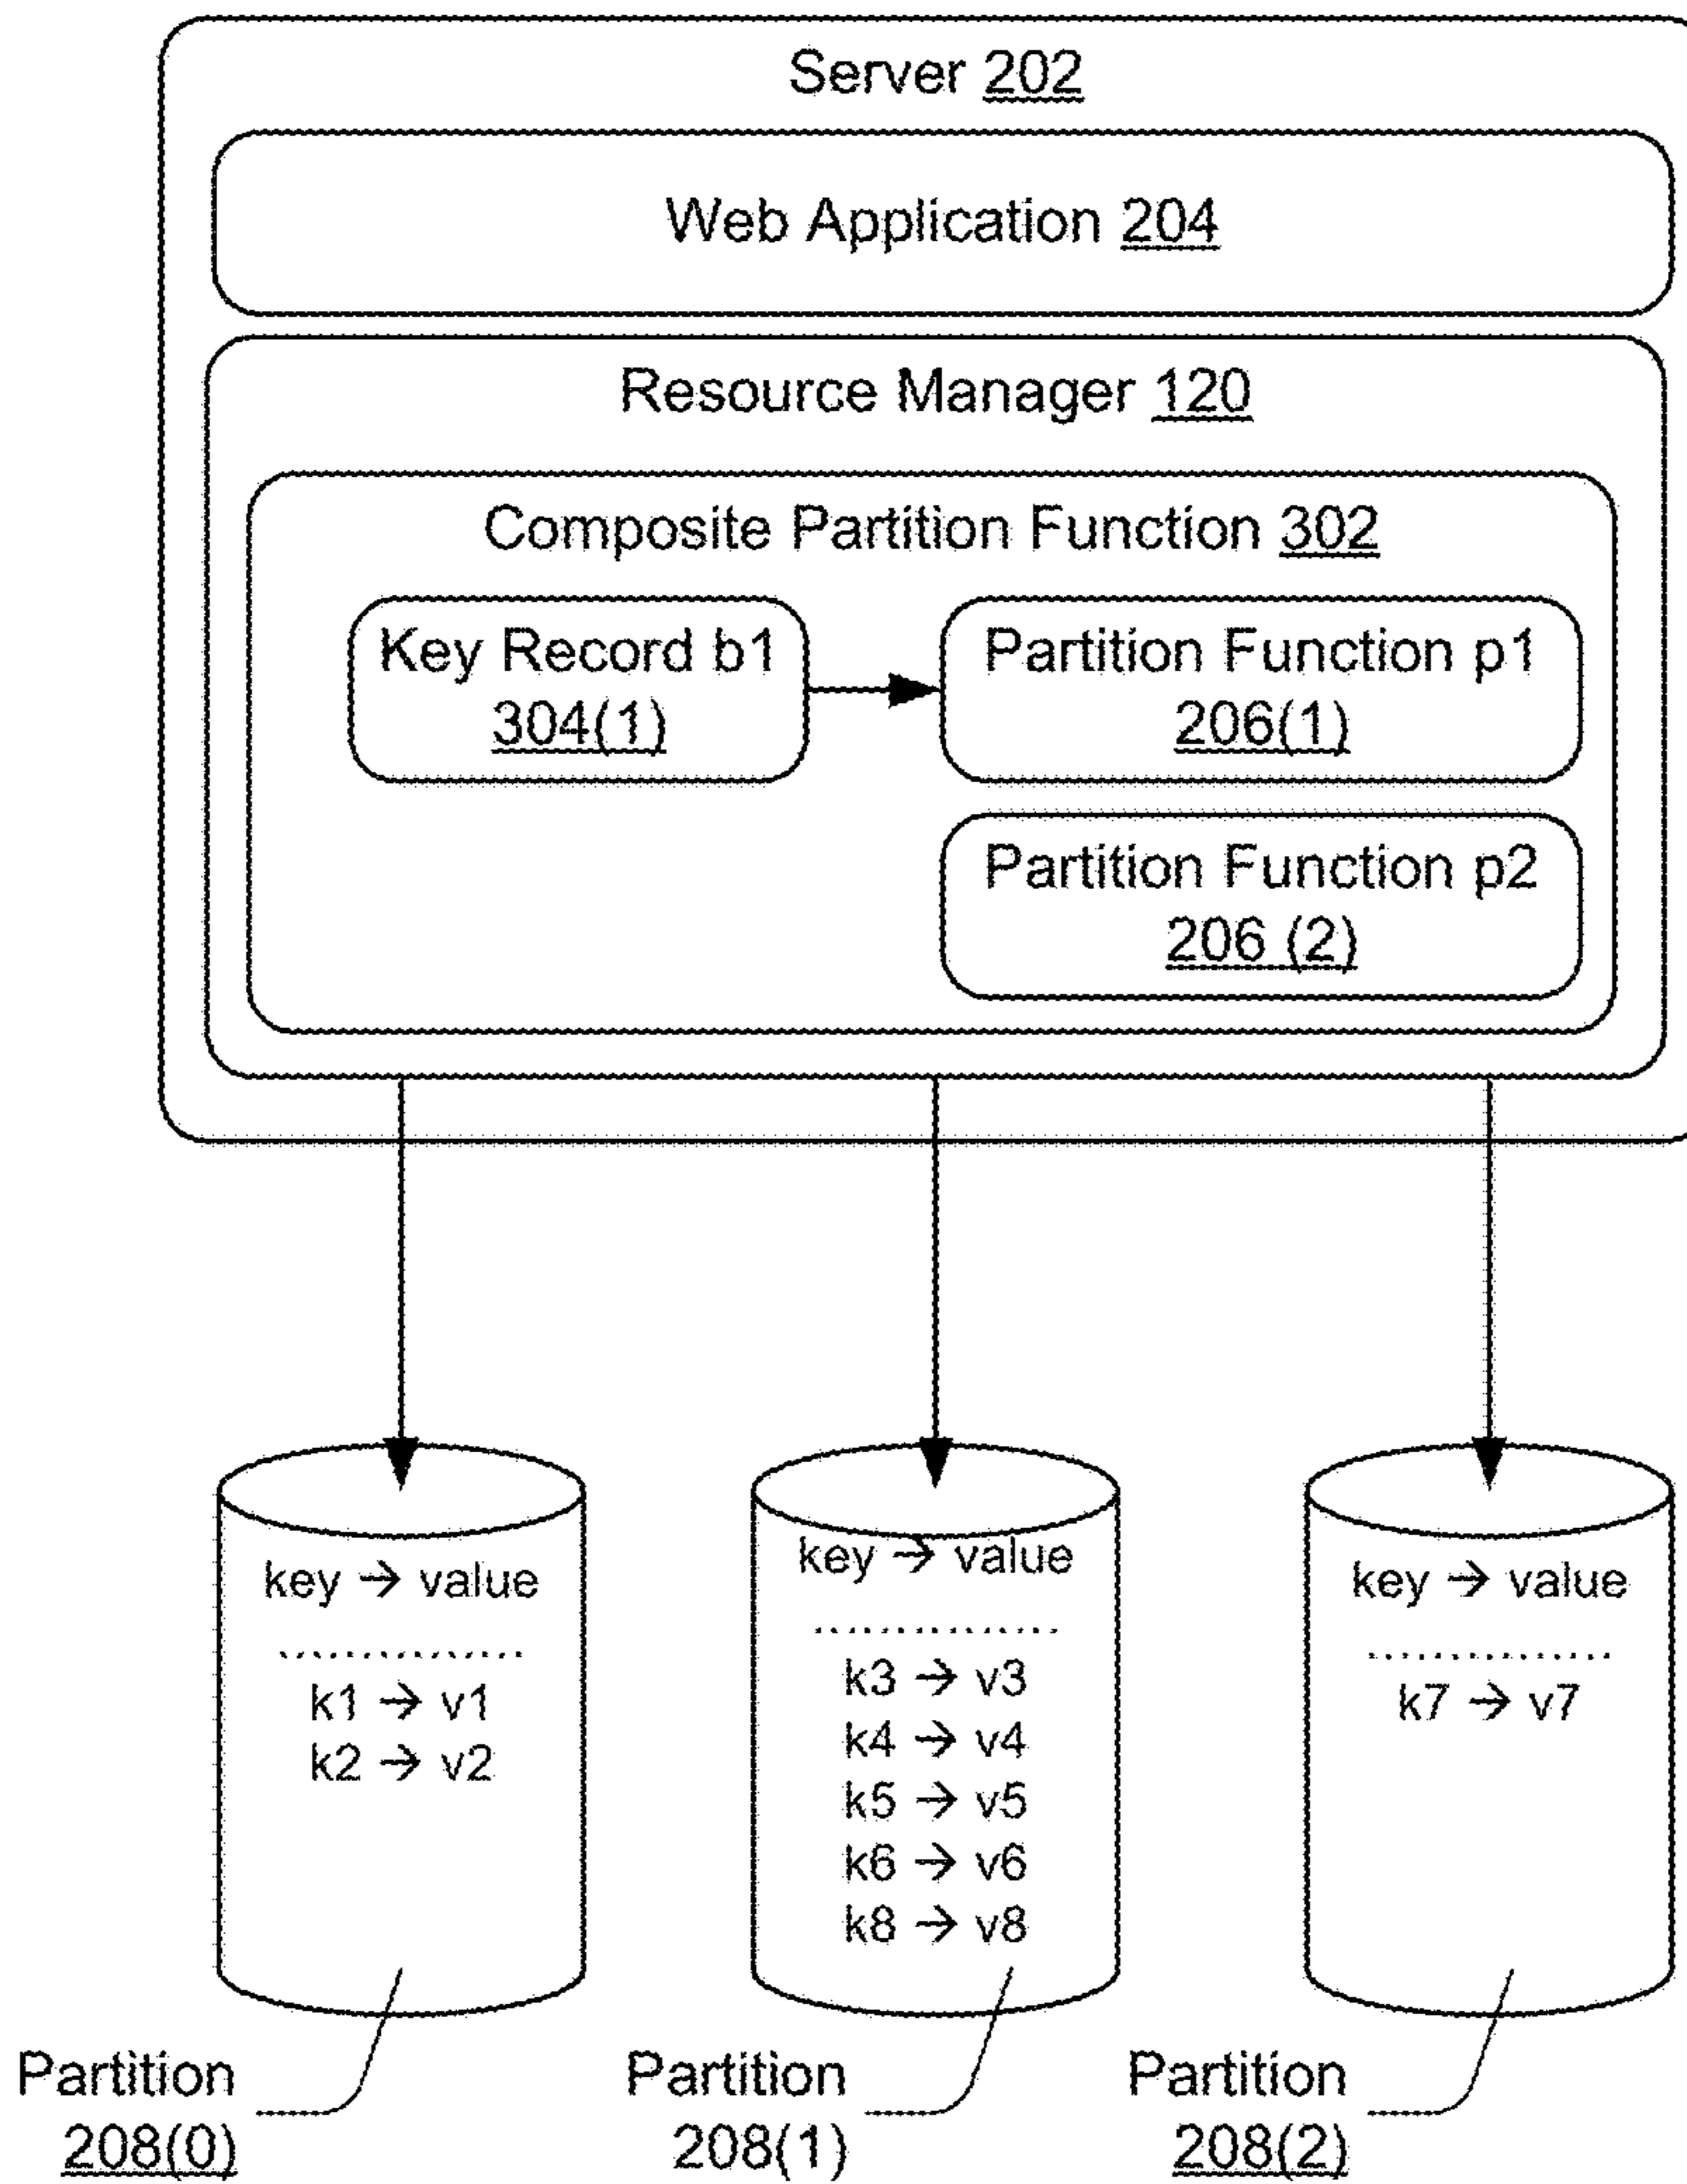 Server 202
Web Application 204
Resource Manager 120
Composite Partition Function 302
Key Record b1
304(1)
Partition Function p1
206(1)
Partition Function p2
206 (2)
key → value
k1 → v1
k2 → v2
key → value
k3 → v3
k4 → v4
k5 → v5
k6 → v6
k8 → v8
key → value
k7 → v7
Partition
208(0)
Partition
208(1)
Partition
208(2)